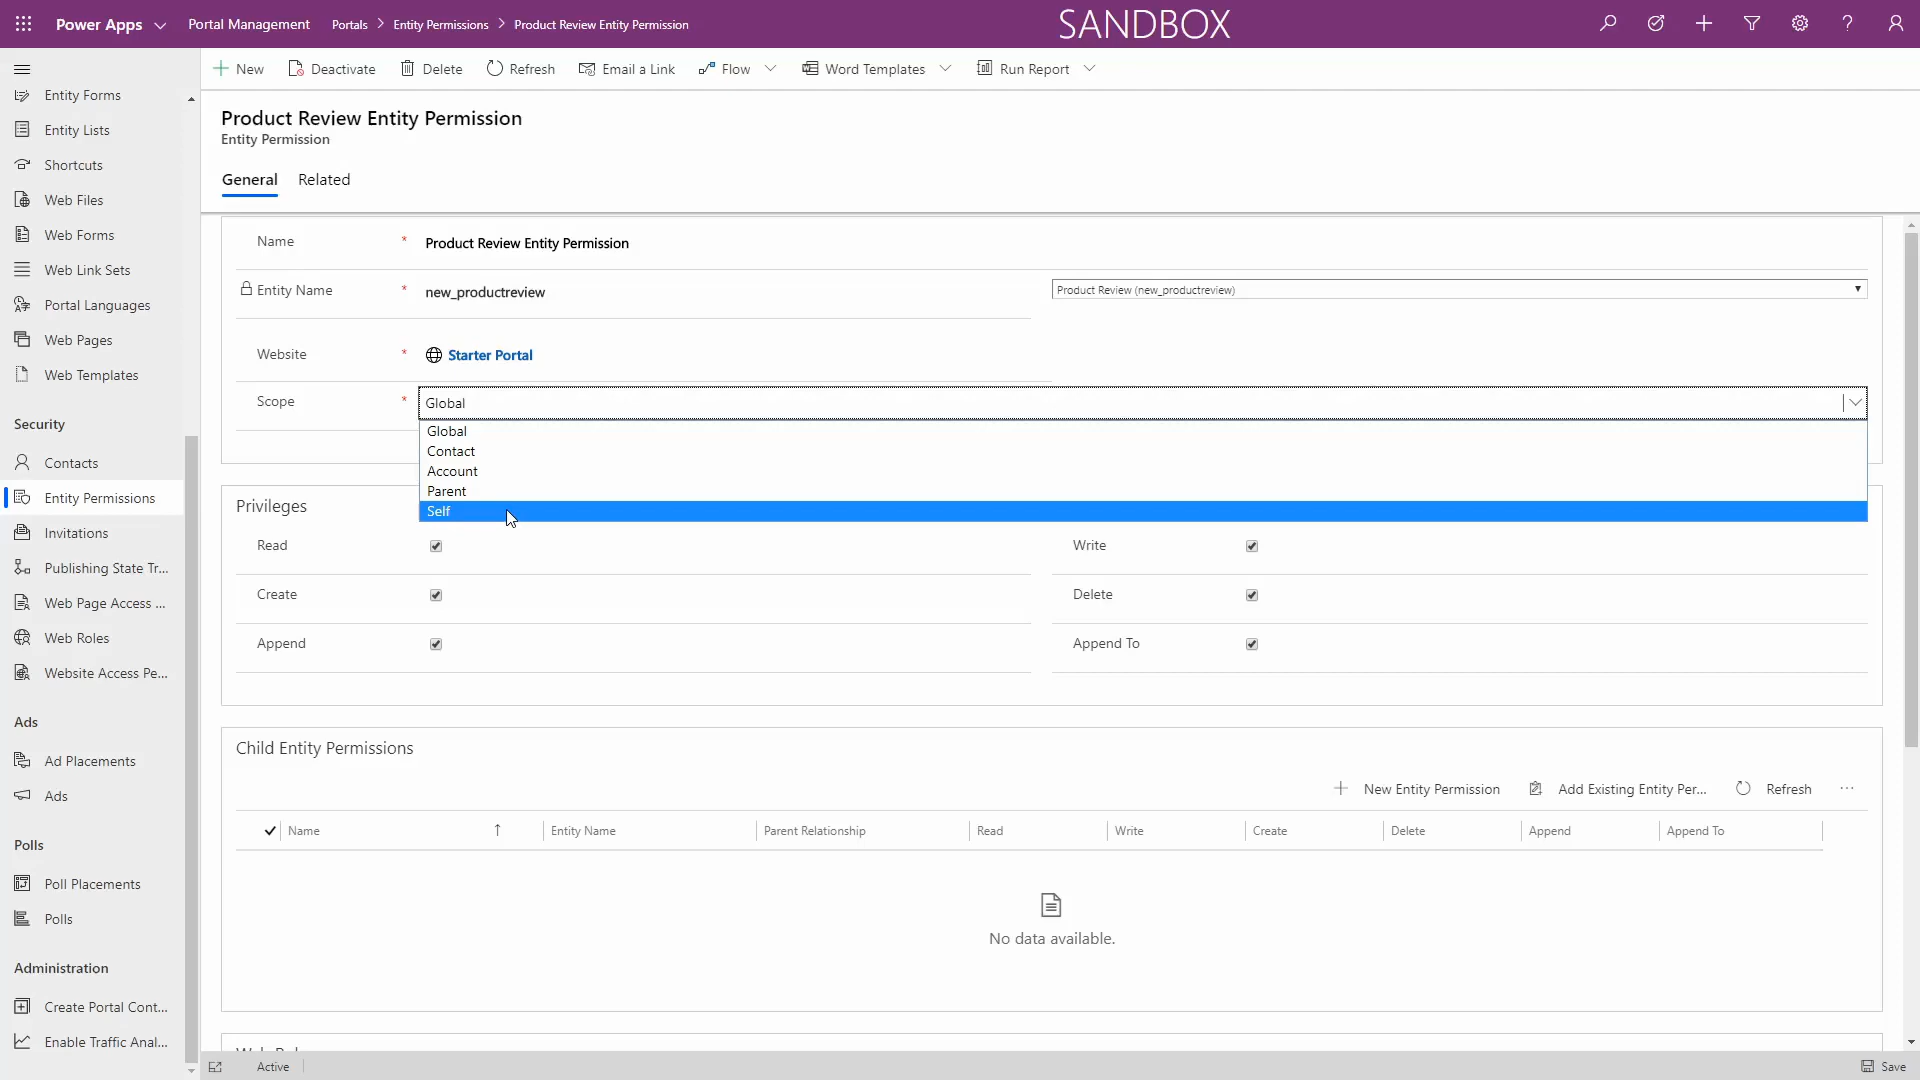 Power Apps
Portal Management
Portals
Entity Permissions
Product Review Entity Permission
SANDBOX
New
Deactivate
Delete
Refresh
Email a Link
Flow
Word Templates
Run Report
Entity Forms
Entity Lists
Shortcuts
Web Files
Web Forms
Web Link Sets
Portal Languages
Web Pages
Web Templates
Security
Contacts
Entity Permissions
Invitations
Publishing State Tr...
Web Page Access ...
Web Roles
Website Access Pe...
Ads
Ad Placements
Ads
Polls
Poll Placements
Polls
Administration
Create Portal Cont...
Enable Traffic Anal...
Product Review Entity Permission
Entity Permission
General
Related
Name * Product Review Entity Permission
Entity Name * new_productreview
Product Review (new_productreview)
Website * Starter Portal
Scope * Global
Global
Contact
Account
Parent
Self
Privileges
Read
Write
Create
Delete
Append
Append To
Child Entity Permissions
New Entity Permission
Add Existing Entity Per...
Refresh
Name
Entity Name
Parent Relationship
Read
Write
Create
Delete
Append
Append To
No data available.
Active
Save